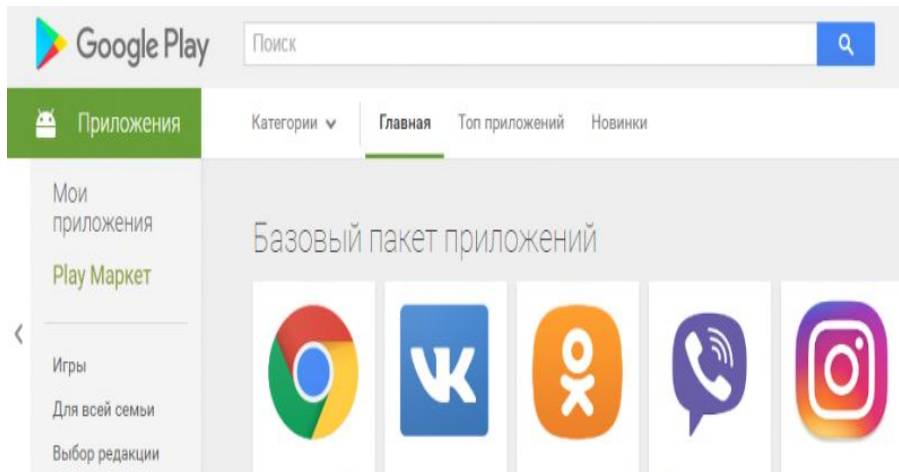 Google Play
Поиск
Приложения
Категории
Главная
Топ приложений
Новинки
Мои
приложения
Play Маркет
Базовый пакет приложений
Игры
Для всей семьи
Выбор редакции